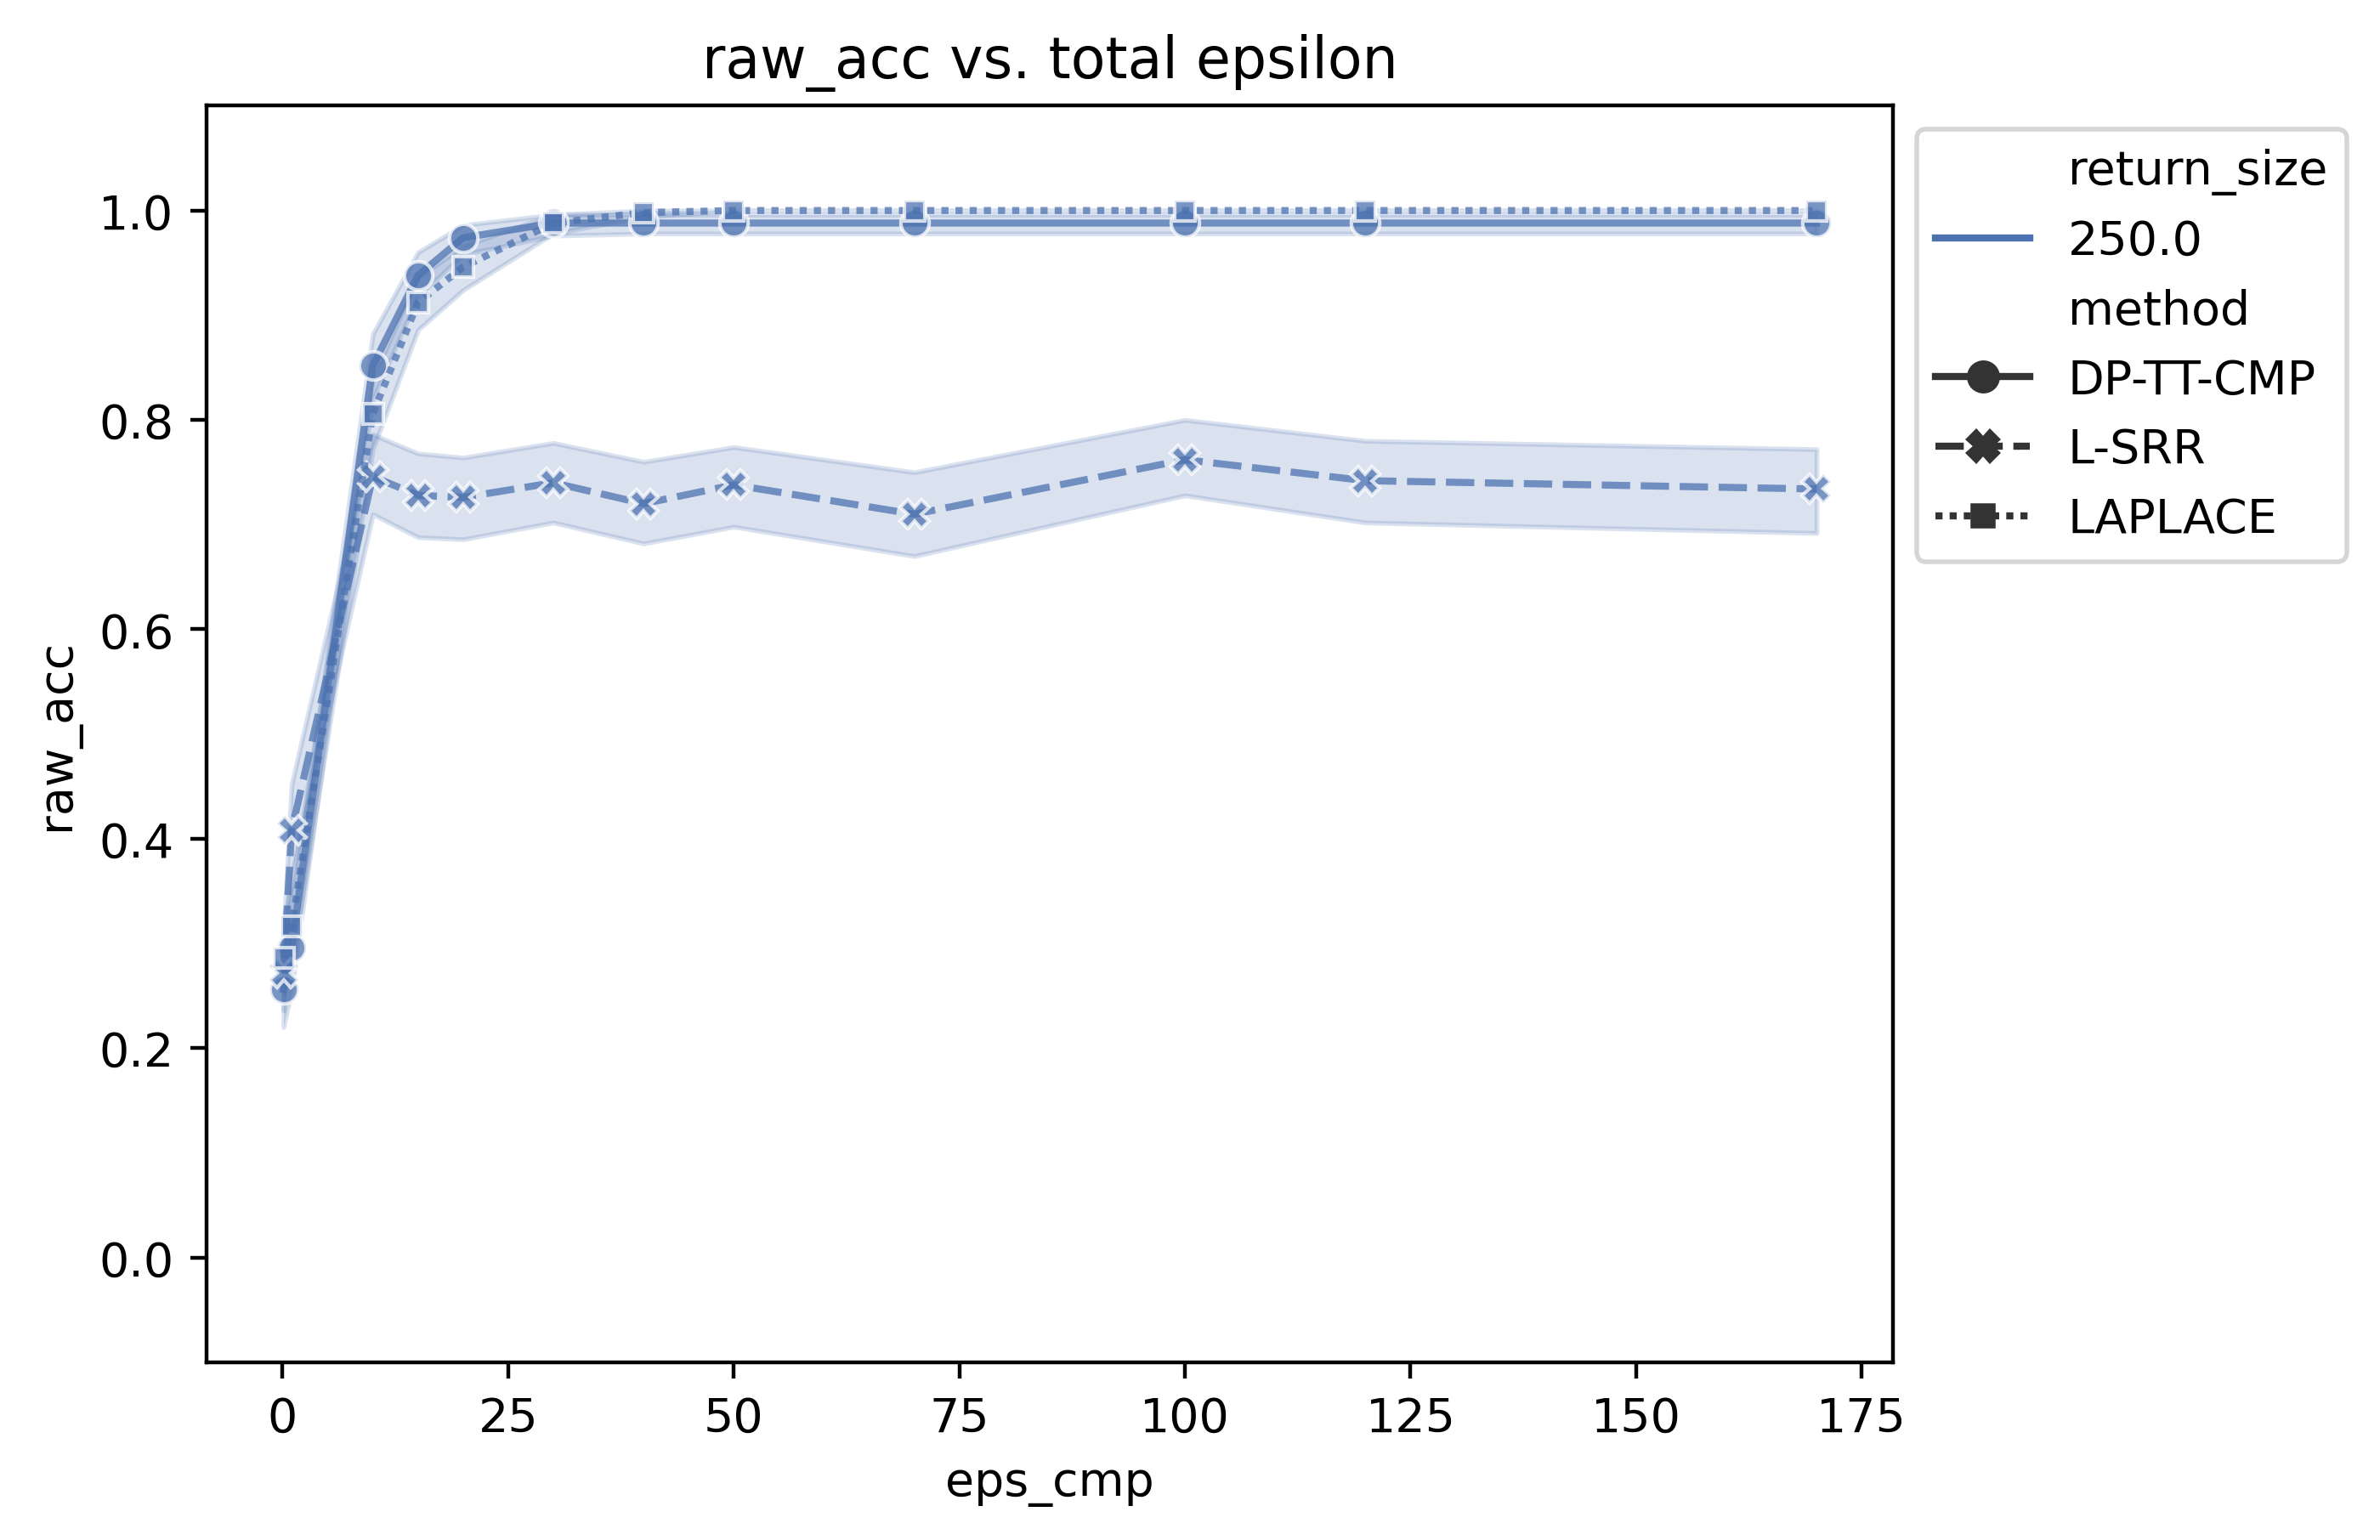 raw_acc vs. total epsilon
1.0
0.8
0.6
0.4
0.2
0.0
raw_acc
0 25 50 75 100 125 150 175
eps_cmp
return_size
250.0
method
DP-TT-CMP
L-SRR
LAPLACE